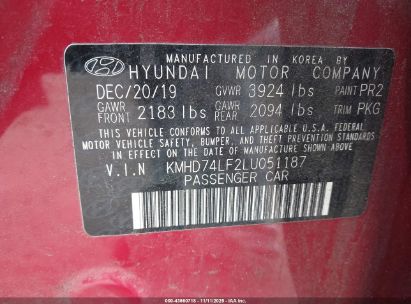 MANUFACTURED IN KOREA BY
HYUNDAI MOTOR COMPANY
DEC/20/19 GVWR 3924 lbs PAINT PR2
GAWR FRONT 2183 lbs GAWR REAR 2094 lbs TRIM PKG
THIS VEHICLE CONFORMS TO ALL APPLICABLE U.S.A. FEDERAL
MOTOR VEHICLE SAFETY, BUMPER, AND THEFT PREVENTION STANDARDS
IN EFFECT ON THE DATE OF MANUFACTURE SHOWN ABOVE.
V.I.N KMHD74LF2LU051187
PASSENGER CAR